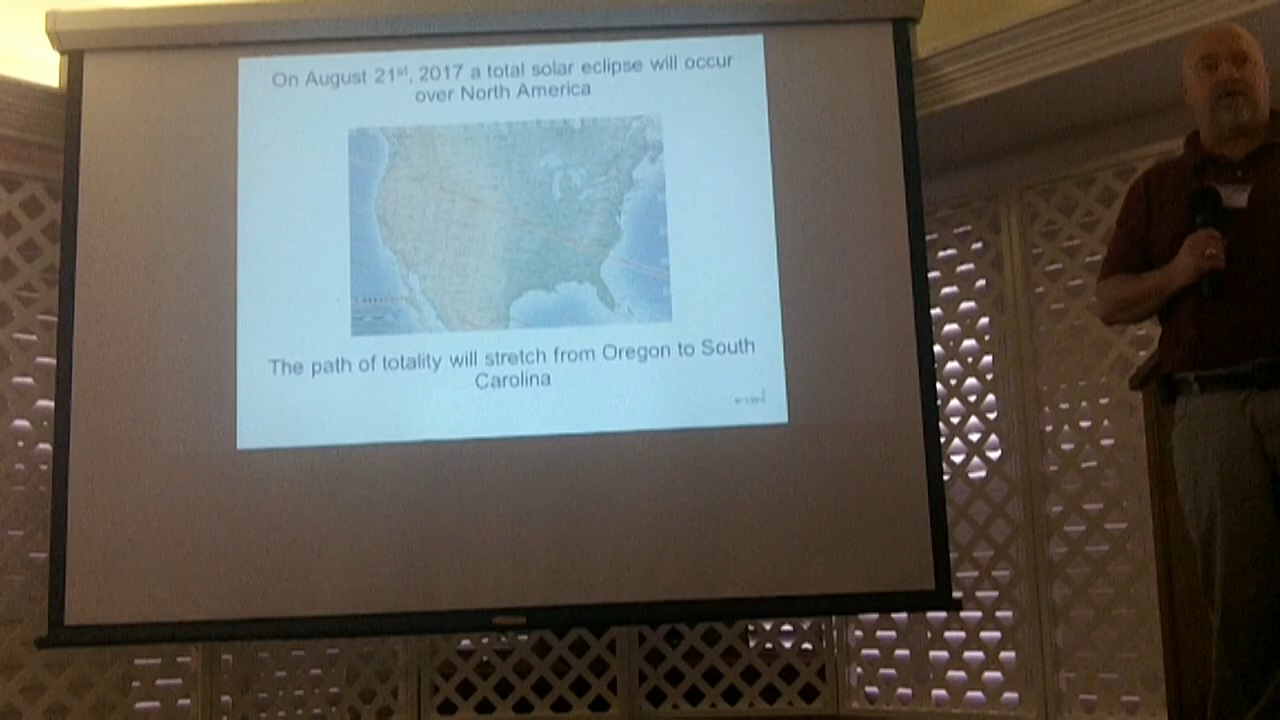 On August 21st, 2017 a total solar eclipse will occur
over North America
The path of totality will stretch from Oregon to South
Carolina